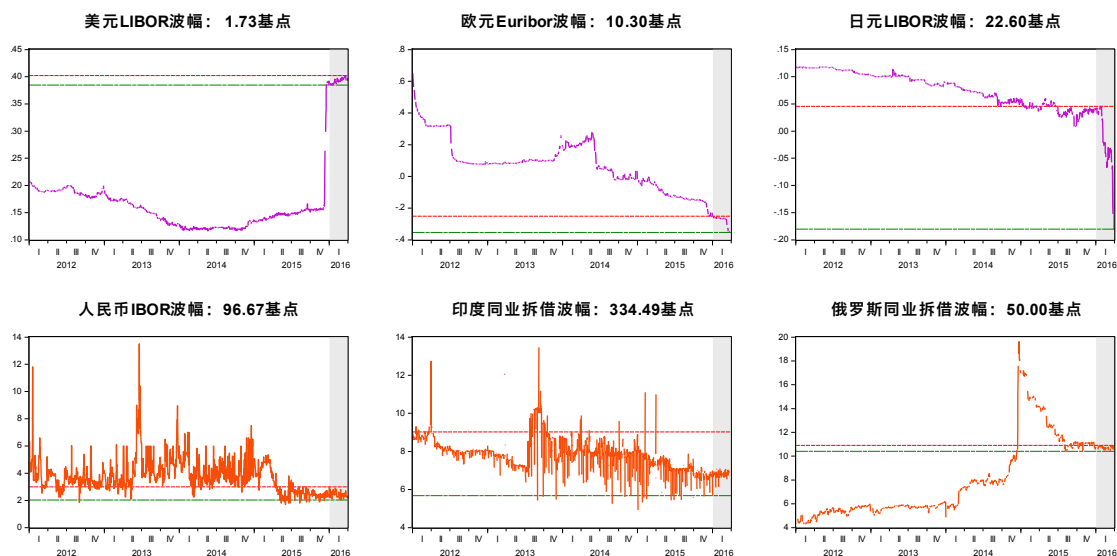 美元LIBOR波幅：1.73基点
.45
.40
.35
.30
.25
.20
.15
.10
I II III IV I II III IV I II III IV I II III IV I
2012 2013 2014 2015 2016
欧元Euribor波幅：10.30基点
.8
.6
.4
.2
.0
-.2
-.4
I II III IV I II III IV I II III IV I II III IV I
2012 2013 2014 2015 2016
日元LIBOR波幅：22.60基点
.15
.10
.05
.00
-.05
-.10
-.15
-.20
I II III IV I II III IV I II III IV I II III IV I
2012 2013 2014 2015 2016
人民币IBOR波幅：96.67基点
14
12
10
8
6
4
2
0
I II III IV I II III IV I II III IV I II III IV I
2012 2013 2014 2015 2016
印度同业拆借波幅：334.49基点
14
12
10
8
6
4
I II III IV I II III IV I II III IV I II III IV I
2012 2013 2014 2015 2016
俄罗斯同业拆借波幅：50.00基点
20
18
16
14
12
10
8
6
4
I II III IV I II III IV I II III IV I II III IV I
2012 2013 2014 2015 2016